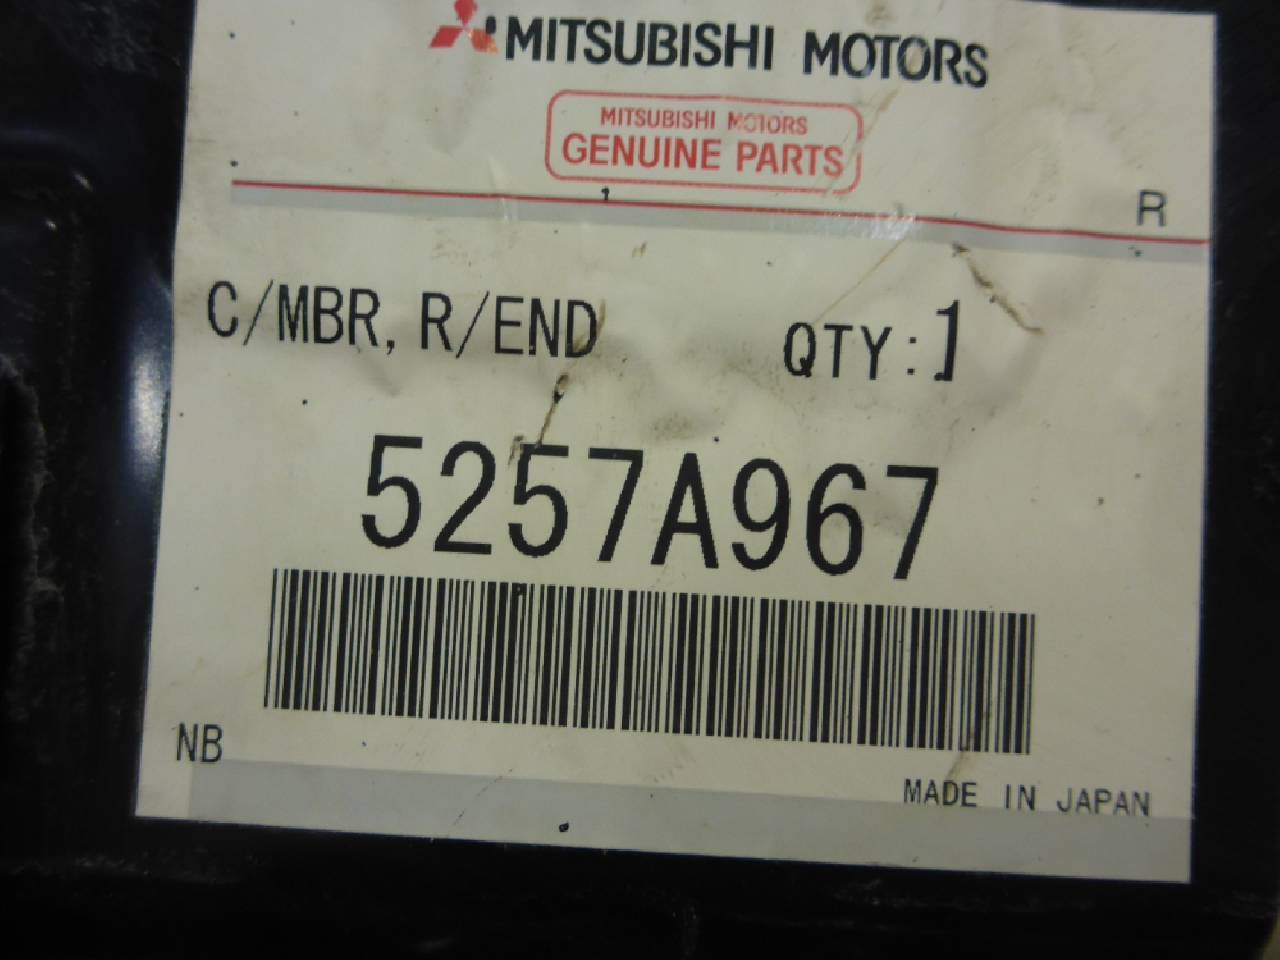 MITSUBISHI MOTORS
MITSUBISHI MOTORS
GENUINE PARTS
R
C/MBR, R/END QTY:1
5257A967
NB
MADE IN JAPAN